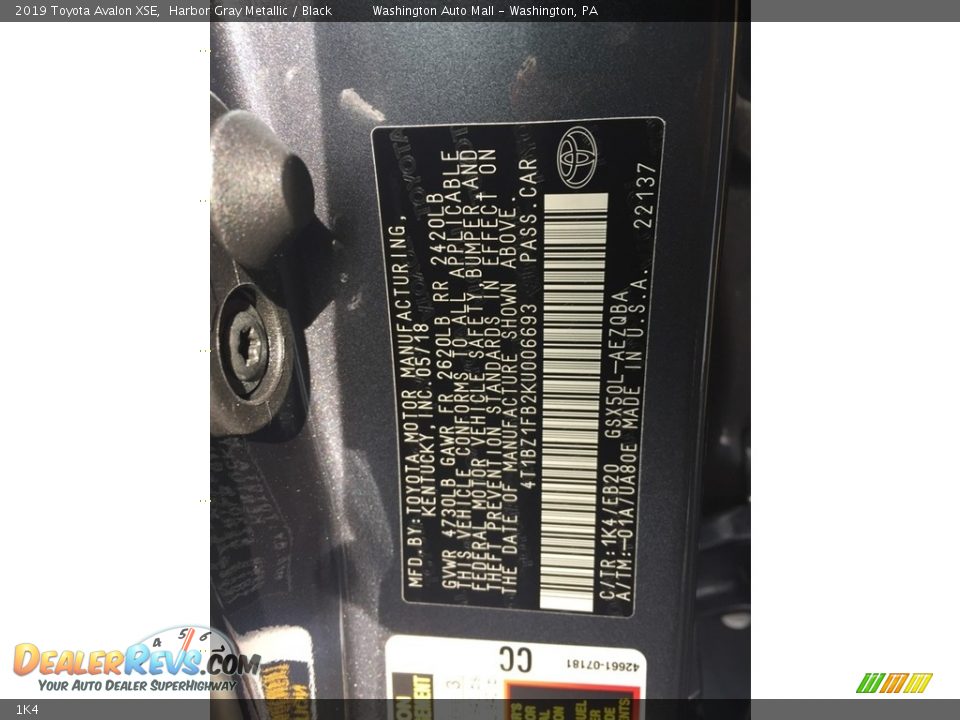 2019 Toyota Avalon XSE,  Harbor Gray Metallic / Black    Washington Auto Mall - Washington, PA
MFD.BY:TOYOTA MOTOR MANUFACTURING,
KENTUCKY, INC. 05/18
GVWR 4730LB GAWR FR 2620LB RR 2420LB
THIS VEHICLE CONFORMS TO ALL APPLICABLE
FEDERAL MOTOR VEHICLE SAFETY, BUMPER, AND
THEFT PREVENTION STANDARDS IN EFFECT ON
THE DATE OF MANUFACTURE SHOWN ABOVE.
4T1BZ1FB2KU006693 PASS.CAR
C/TR:1K4/EB20 GSX50L-AEZQBA
A/TM:-01A/UA80E MADE IN U.S.A. 22137
42661-07181
CC
DEALERREVS.COM
YOUR AUTO DEALER SUPERHIGHWAY
4 5 6
1K4